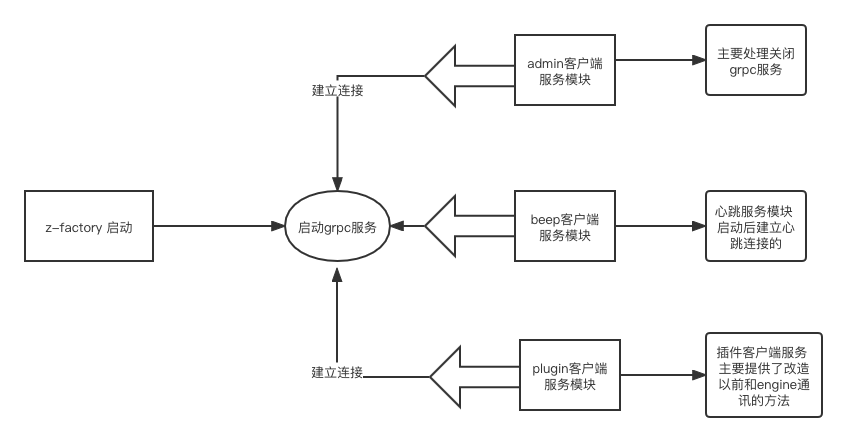 admin客户端
服务模块
主要处理关闭
grpc服务
建立连接
z-factory 启动
启动grpc服务
beep客户端
服务模块
心跳服务模块
启动后建立心
跳连接的
建立连接
plugin客户端
服务模块
插件客户端服务
主要提供了改造
以前和engine通
讯的方法